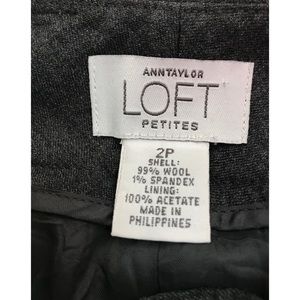 ANNTAYLOR
LOFT
PETITES
2P
SHELL:
99% WOOL
1% SPANDEX
LINING:
100% ACETATE
MADE IN
PHILIPPINES